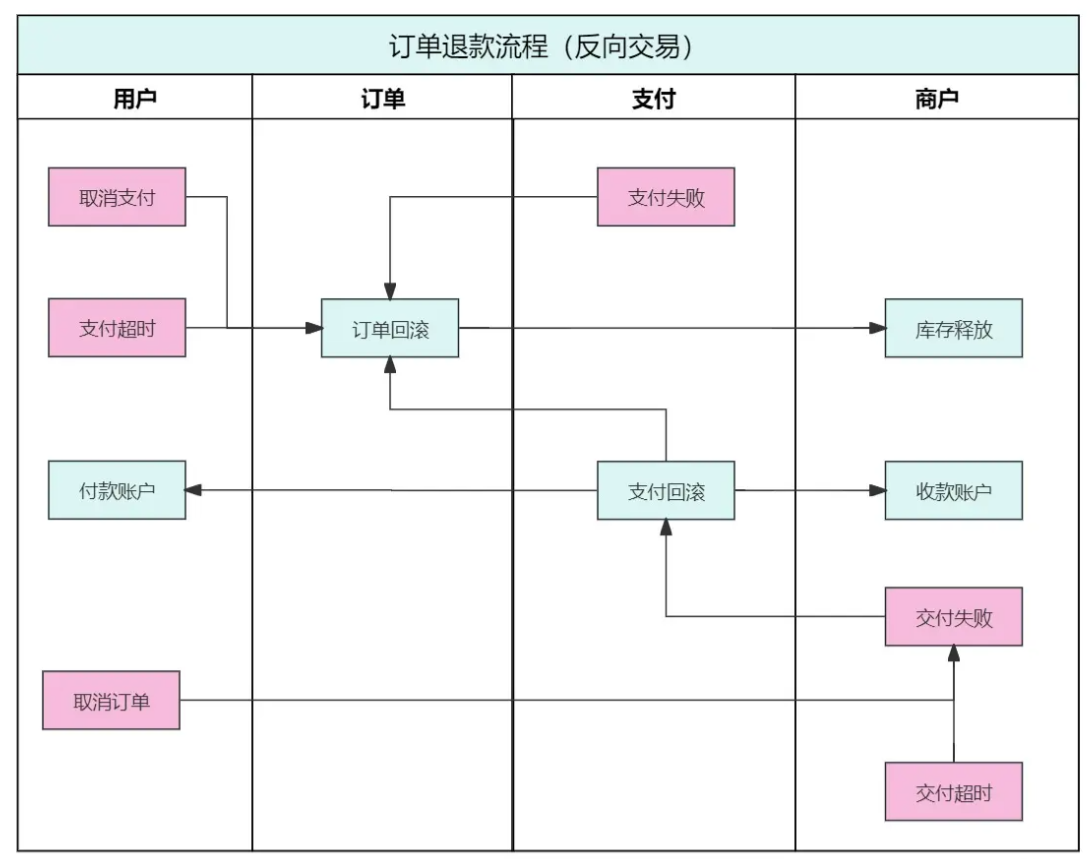 订单退款流程（反向交易）
用户 订单 支付 商户
取消支付 支付失败
支付超时 订单回滚 库存释放
付款账户 支付回滚 收款账户
交付失败
取消订单
交付超时